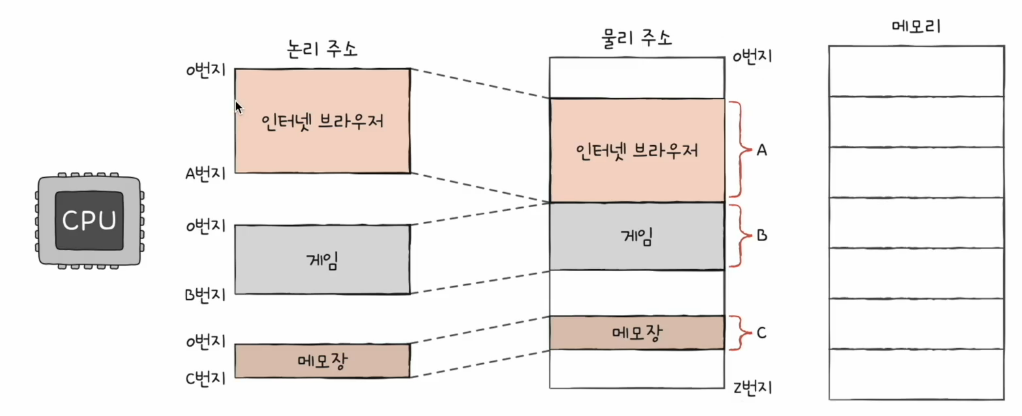 논리 주소
물리 주소
메모리
0번지
인터넷 브라우저
A번지
0번지
인터넷 브라우저
A
CPU
0번지
게임
B번지
게임
B
0번지
메모장
C번지
메모장
C
Z번지